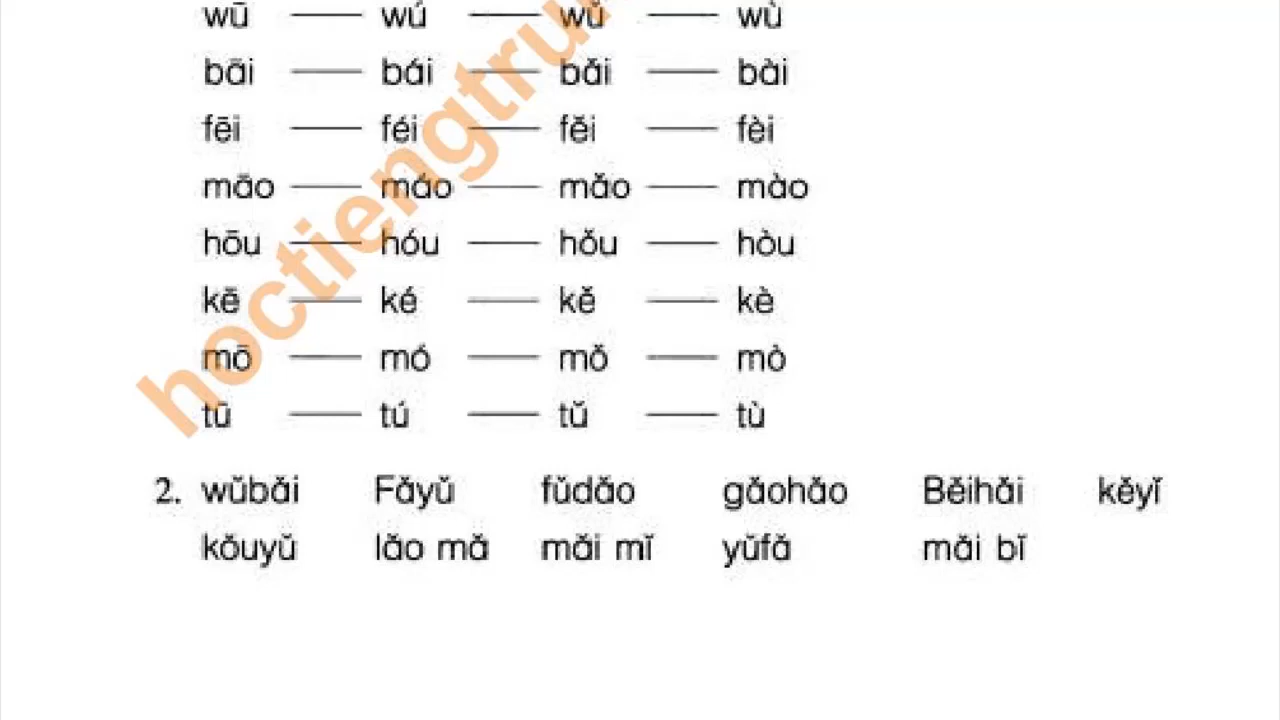 wū —— wú —— wǔ —— wù
bāi —— bái —— bǎi —— bài
fēi —— féi —— fěi —— fèi
māo —— máo —— mǎo —— mào
hōu —— hóu —— hǒu —— hòu
kē —— ké —— kě —— kè
mō —— mó —— mǒ —— mò
tū —— tú —— tǔ —— tù
2. wǔbǎi Fǎyǔ fǔdǎo gǎohǎo Běihǎi kěyǐ
kǒuyǔ lǎo mǎ mǎi mǐ yǔfǎ mǎi bǐ